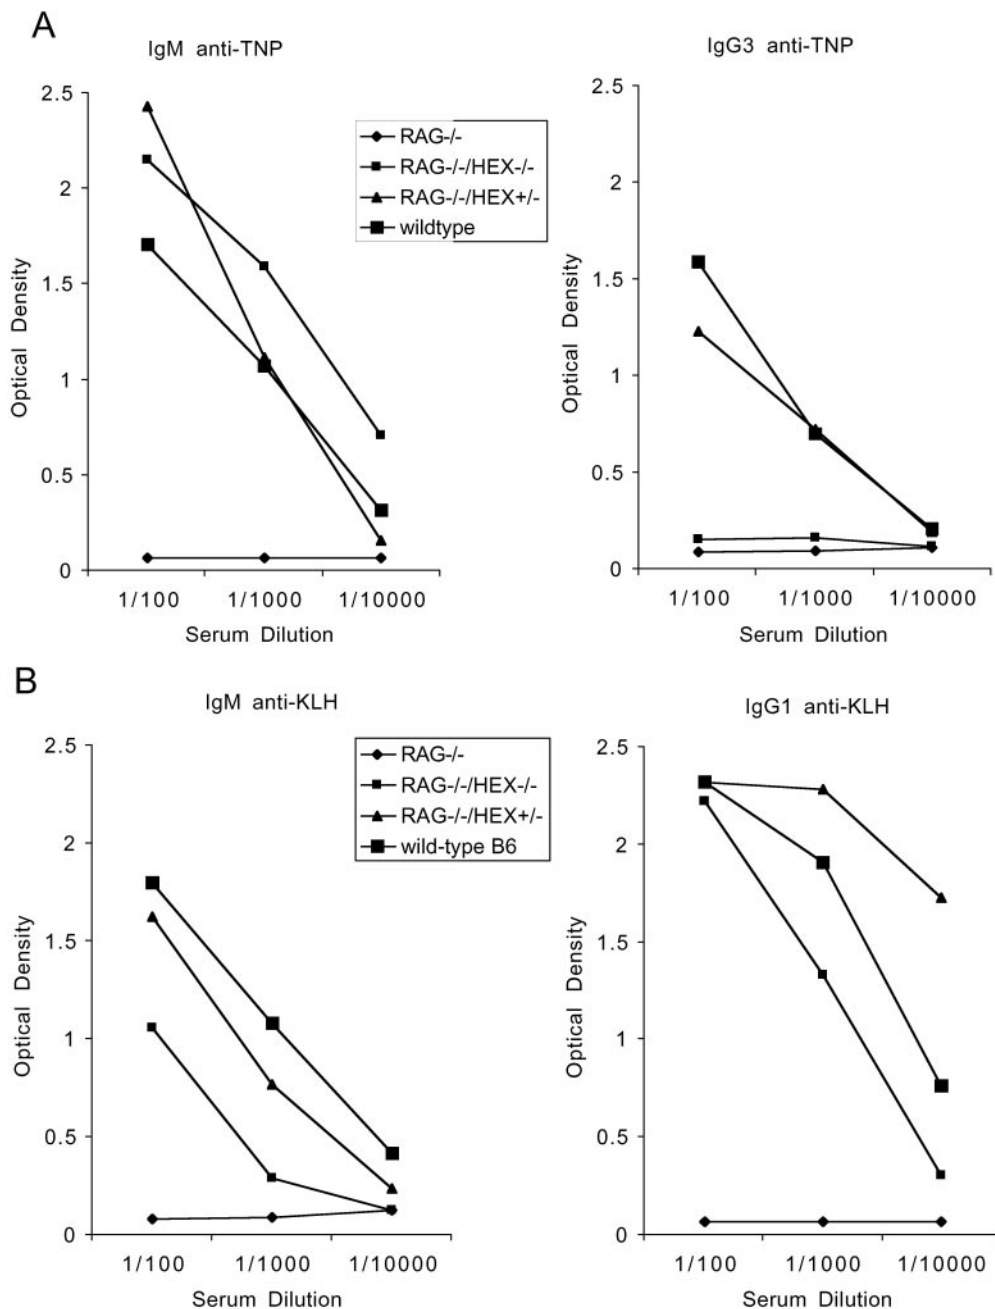 A
IgM anti-TNP
2.5
2
1.5
1
0.5
0
Optical Density
1/100 1/1000 1/10000
Serum Dilution
RAG-/-
RAG-/-/HEX-/-
RAG-/-/HEX+/-
wildtype
IgG3 anti-TNP
2.5
2
1.5
1
0.5
0
Optical Density
1/100 1/1000 1/10000
Serum Dilution
B
IgM anti-KLH
2.5
2
1.5
1
0.5
0
Optical Density
1/100 1/1000 1/10000
Serum Dilution
RAG-/-
RAG-/-/HEX-/-
RAG-/-/HEX+/-
wild-type B6
IgG1 anti-KLH
2.5
2
1.5
1
0.5
0
Optical Density
1/100 1/1000 1/10000
Serum Dilution